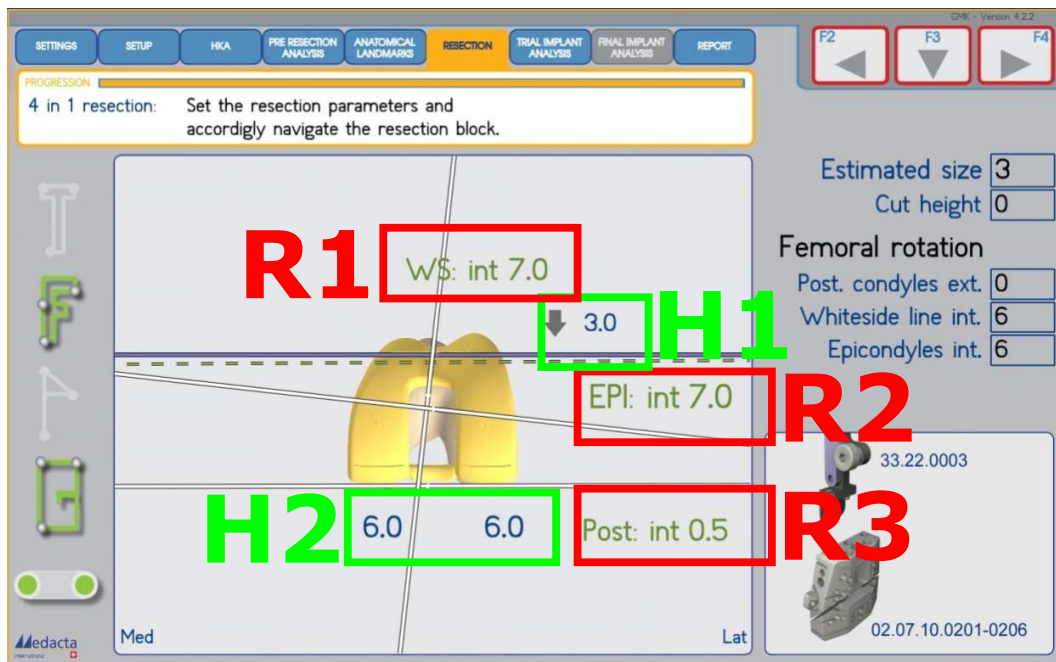 GMK - Version 4.2.2
SETTINGS
SETUP
HKA
PRE RESECTION
ANALYSIS
ANATOMICAL
LANDMARKS
RESECTION
TRIAL IMPLANT
ANALYSIS
FINAL IMPLANT
ANALYSIS
REPORT
F2
F3
F4
PROGRESSION
4 in 1 resection: Set the resection parameters and
accordigly navigate the resection block.
Estimated size 3
Cut height 0
Femoral rotation
Post. condyles ext. 0
Whiteside line int. 6
Epicondyles int. 6
R1
WS: int 7.0
3.0
H1
EPI: int 7.0
R2
H2
6.0 6.0
Post: int 0.5
R3
33.22.0003
02.07.10.0201-0206
Med
Lat
Medacta
International